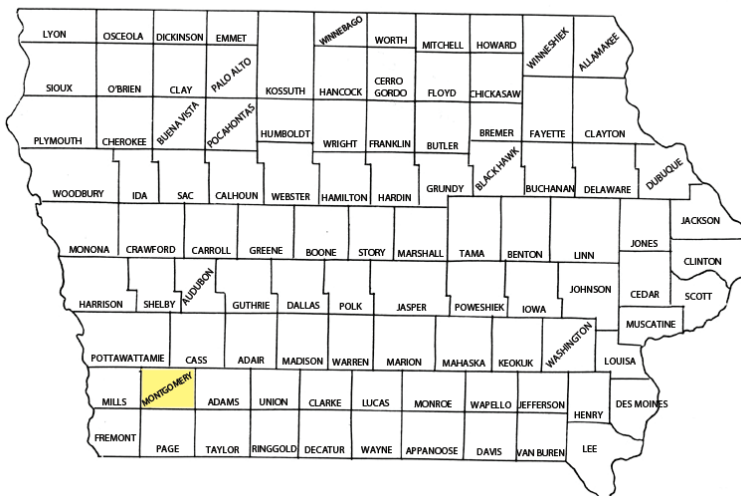 LYON OSCEOLA DICKINSON EMMET WINNEBAGO WORTH MITCHELL HOWARD WINNESHIEK ALLAMAKEE
SIOUX O'BRIEN CLAY PALO ALTO KOSSUTH HANCOCK CERRO GORDO FLOYD CHICKASAW
PLYMOUTH CHEROKEE BUENA VISTA POCAHONTAS HUMBOLDT WRIGHT FRANKLIN BUTLER BREMER FAYETTE CLAYTON
WOODBURY IDA SAC CALHOUN WEBSTER HAMILTON HARDIN GRUNDY BLACK HAWK BUCHANAN DELAWARE DUBUQUE
MONONA CRAWFORD CARROLL GREENE BOONE STORY MARSHALL TAMA BENTON LINN JONES JACKSON
CLINTON
HARRISON SHELBY AUDUBON GUTHRIE DALLAS POLK JASPER POWESHIEK IOWA JOHNSON CEDAR SCOTT
MUSCATINE
POTTAWATTAMIE CASS ADAIR MADISON WARREN MARION MAHASKA KEOKUK WASHINGTON LOUISA
MILLS MONTGOMERY ADAMS UNION CLARKE LUCAS MONROE WAPELLO JEFFERSON HENRY DES MOINES
FREMONT PAGE TAYLOR RINGGOLD DECATUR WAYNE APPANOOSE DAVIS VAN BUREN LEE